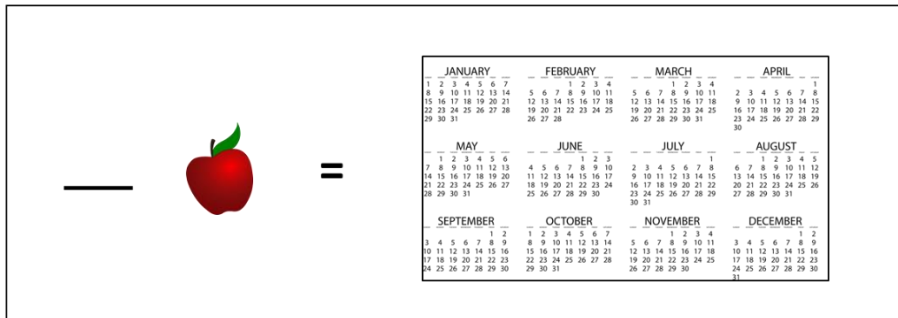 =
JANUARY
1 2 3 4 5 6 7
8 9 10 11 12 13 14
15 16 17 18 19 20 21
22 23 24 25 26 27 28
29 30 31
FEBRUARY
1 2 3 4
5 6 7 8 9 10 11
12 13 14 15 16 17 18
19 20 21 22 23 24 25
26 27 28
MARCH
1 2 3 4
5 6 7 8 9 10 11
12 13 14 15 16 17 18
19 20 21 22 23 24 25
26 27 28 29 30 31
APRIL
1
2 3 4 5 6 7 8
9 10 11 12 13 14 15
16 17 18 19 20 21 22
23 24 25 26 27 28 29
30
MAY
1 2 3 4 5 6
7 8 9 10 11 12 13
14 15 16 17 18 19 20
21 22 23 24 25 26 27
28 29 30 31
JUNE
1 2 3
4 5 6 7 8 9 10
11 12 13 14 15 16 17
18 19 20 21 22 23 24
25 26 27 28 29 30
JULY
1
2 3 4 5 6 7 8
9 10 11 12 13 14 15
16 17 18 19 20 21 22
23 24 25 26 27 28 29
30 31
AUGUST
1 2 3 4 5
6 7 8 9 10 11 12
13 14 15 16 17 18 19
20 21 22 23 24 25 26
27 28 29 30 31
SEPTEMBER
1 2
3 4 5 6 7 8 9
10 11 12 13 14 15 16
17 18 19 20 21 22 23
24 25 26 27 28 29 30
OCTOBER
1 2 3 4 5 6 7
8 9 10 11 12 13 14
15 16 17 18 19 20 21
22 23 24 25 26 27 28
29 30 31
NOVEMBER
1 2 3 4
5 6 7 8 9 10 11
12 13 14 15 16 17 18
19 20 21 22 23 24 25
26 27 28 29 30
DECEMBER
1 2
3 4 5 6 7 8 9
10 11 12 13 14 15 16
17 18 19 20 21 22 23
24 25 26 27 28 29 30
31